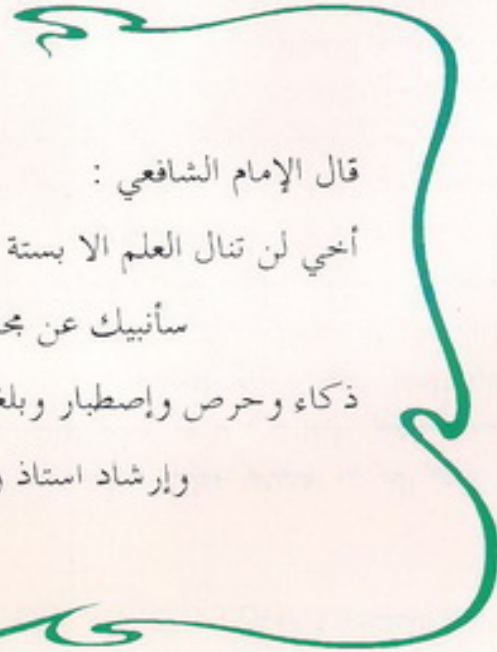 قال الإمام الشافعي :
أخي لن تنال العلم الا بستة
سأنبيك عن
ذكاء وحرص وإصطبار
وإرشاد استاذ